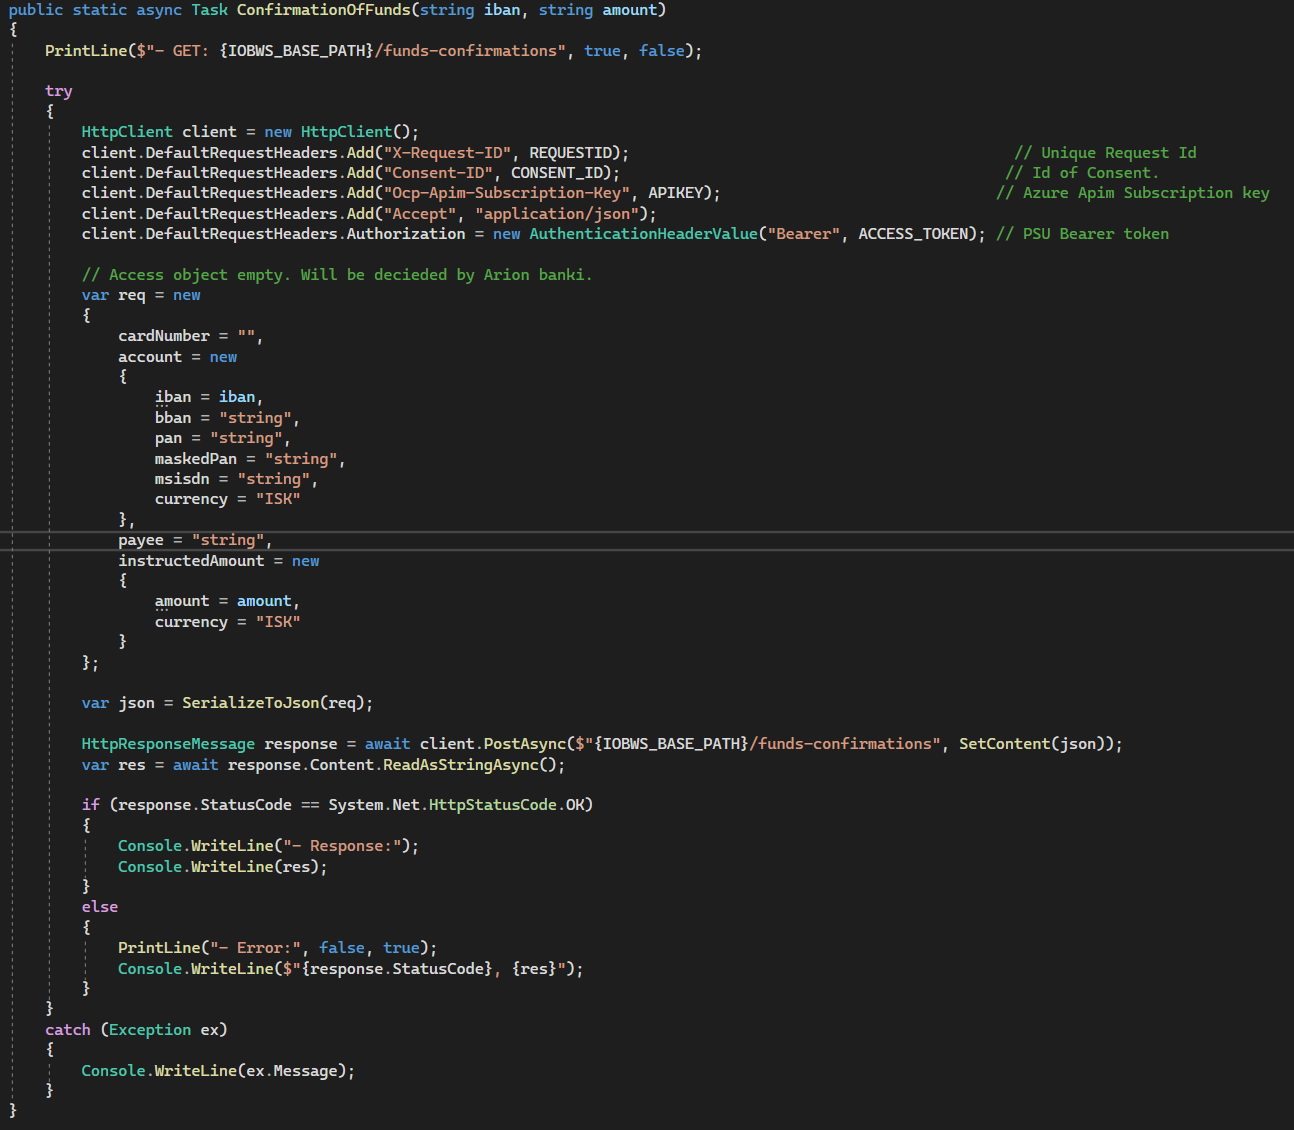 public static async Task ConfirmationOfFunds(string iban, string amount)
{
    PrintLine($"- GET: {IOBWS_BASE_PATH}/funds-confirmations", true, false);

    try
    {
        HttpClient client = new HttpClient();
        client.DefaultRequestHeaders.Add("X-Request-ID", REQUESTID);                                          // Unique Request Id
        client.DefaultRequestHeaders.Add("Consent-ID", CONSENT_ID);                                          // Id of Consent.
        client.DefaultRequestHeaders.Add("Ocp-Apim-Subscription-Key", APIKEY);                              // Azure Apim Subscription key
        client.DefaultRequestHeaders.Add("Accept", "application/json");
        client.DefaultRequestHeaders.Authorization = new AuthenticationHeaderValue("Bearer", ACCESS_TOKEN); // PSU Bearer token

        // Access object empty. Will be decieded by Arion banki.
        var req = new
        {
            cardNumber = "",
            account = new
            {
                iban = iban,
                bban = "string",
                pan = "string",
                maskedPan = "string",
                msisdn = "string",
                currency = "ISK"
            },
            payee = "string",
            instructedAmount = new
            {
                amount = amount,
                currency = "ISK"
            }
        };

        var json = SerializeToJson(req);

        HttpResponseMessage response = await client.PostAsync($"{IOBWS_BASE_PATH}/funds-confirmations", SetContent(json));
        var res = await response.Content.ReadAsStringAsync();

        if (response.StatusCode == System.Net.HttpStatusCode.OK)
        {
            Console.WriteLine("- Response:");
            Console.WriteLine(res);
        }
        else
        {
            PrintLine("- Error:", false, true);
            Console.WriteLine($"{response.StatusCode}, {res}");
        }
    }
    catch (Exception ex)
    {
        Console.WriteLine(ex.Message);
    }
}